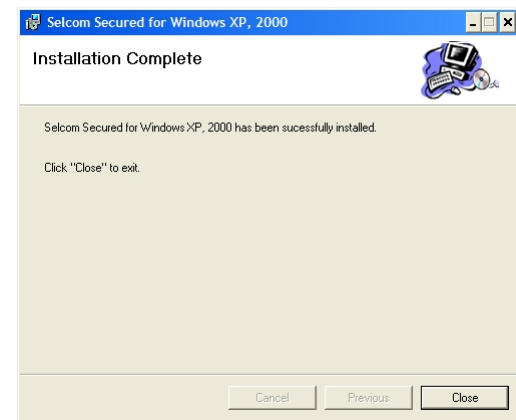 Selcom Secured for Windows XP, 2000
Installation Complete
Selcom Secured for Windows XP, 2000 has been sucessfully installed.
Click "Close" to exit.
Cancel Previous Close